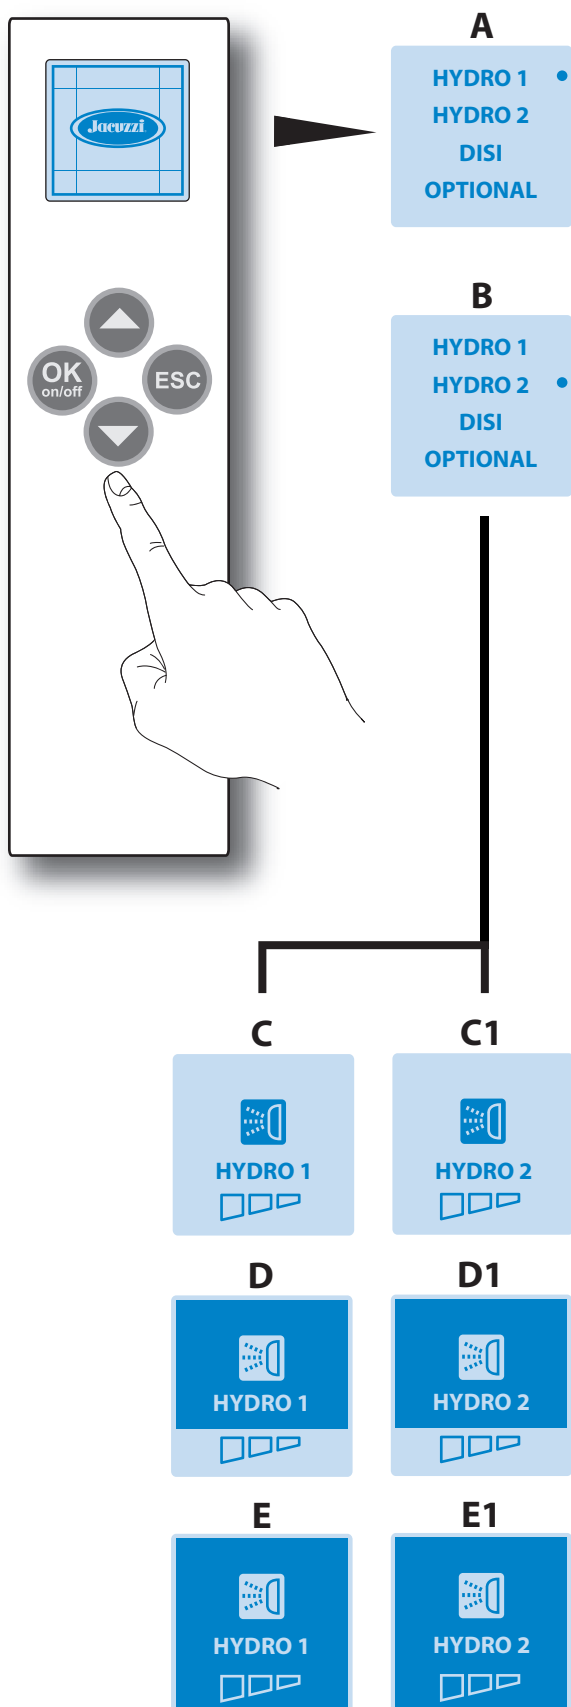 A
Jacuzzi
HYDRO 1 •
HYDRO 2
DISI
OPTIONAL
B
HYDRO 1
HYDRO 2 •
DISI
OPTIONAL
OK
on/off
ESC
C
HYDRO 1
C1
HYDRO 2
D
HYDRO 1
D1
HYDRO 2
E
HYDRO 1
E1
HYDRO 2